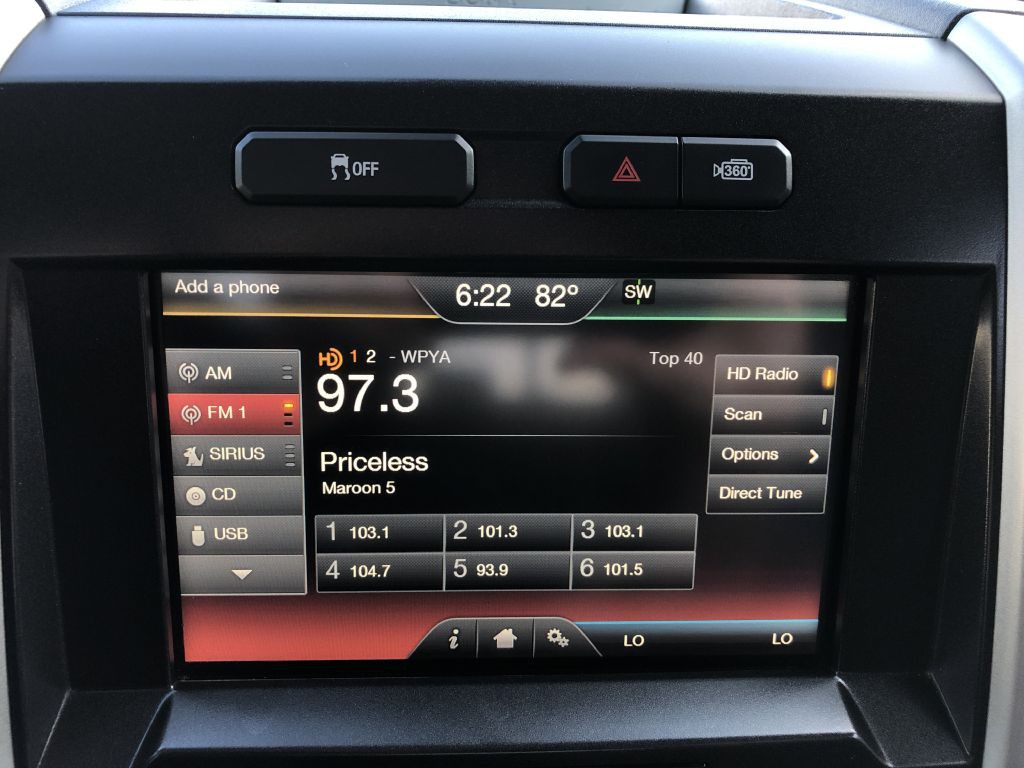 OFF
360°
Add a phone
6:22 82° SW
AM
FM 1
SIRIUS
CD
USB
HD 1 2 - WPYA
Top 40
97.3
Priceless
Maroon 5
1 103.1
2 101.3
3 103.1
4 104.7
5 93.9
6 101.5
HD Radio
Scan
Options
Direct Tune
i
LO
LO